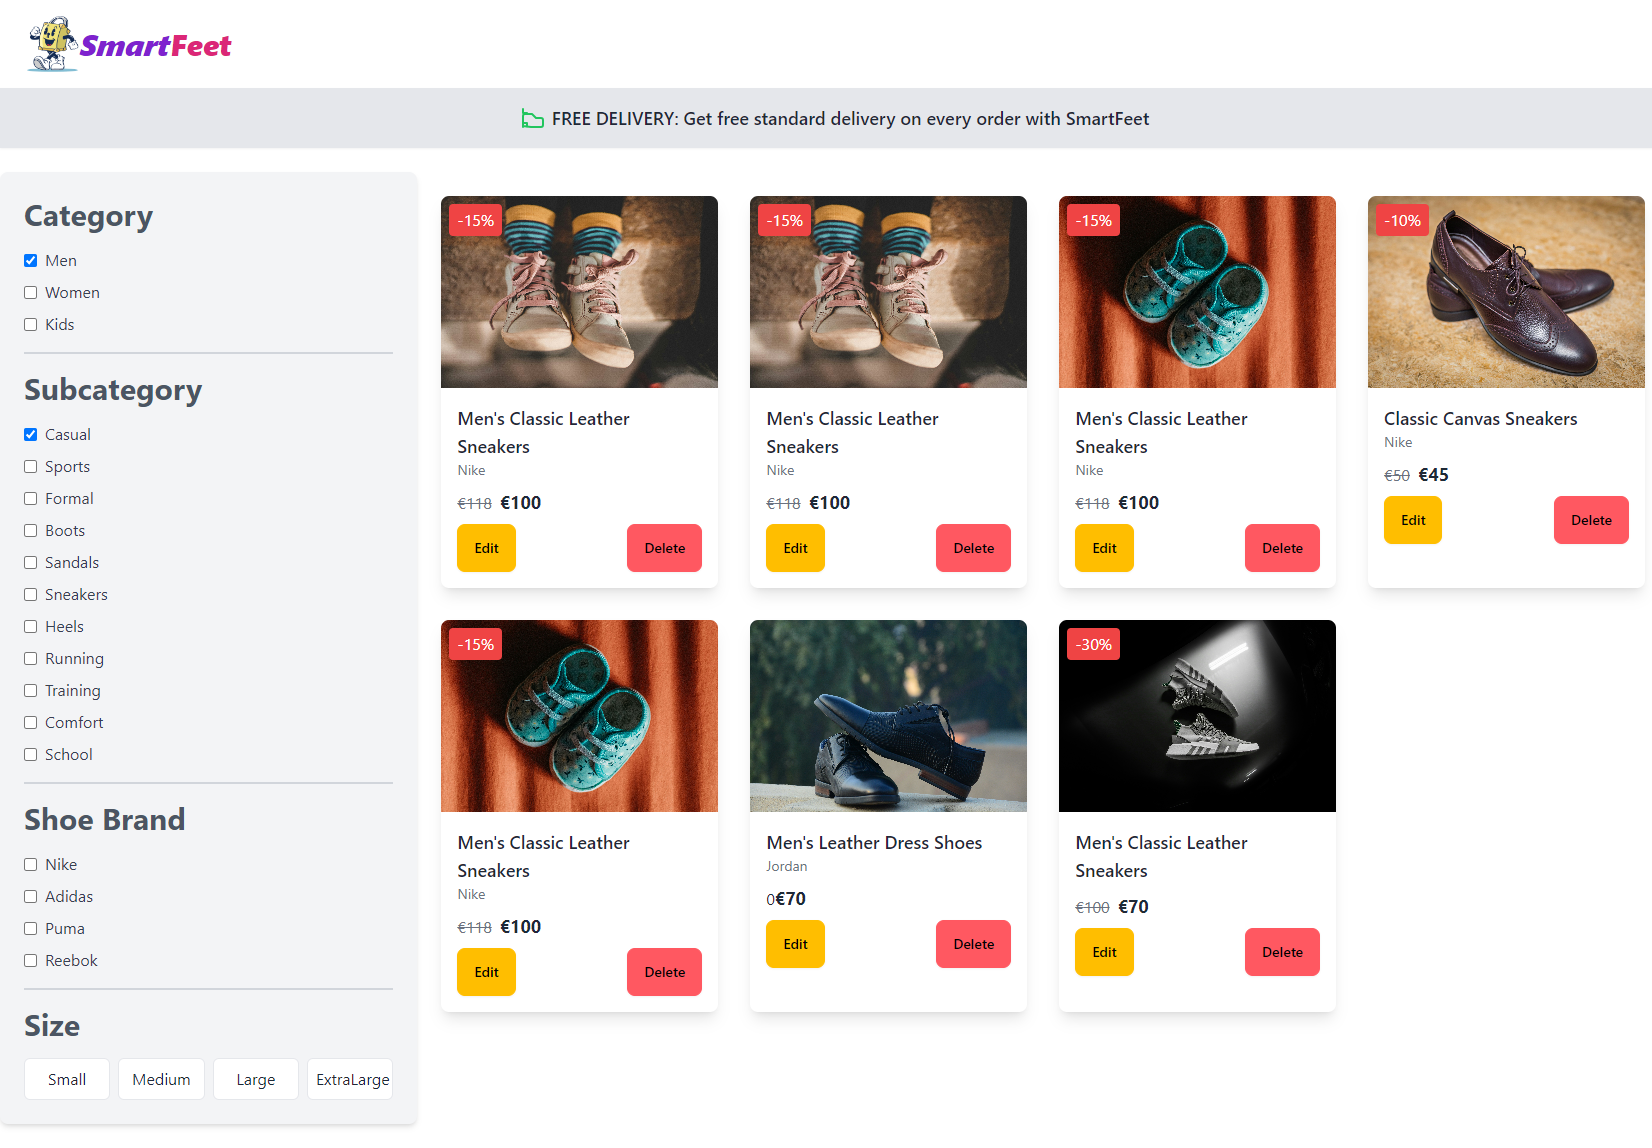 SmartFeet
FREE DELIVERY: Get free standard delivery on every order with SmartFeet
Category
Men
Women
Kids
Subcategory
Casual
Sports
Formal
Boots
Sandals
Sneakers
Heels
Running
Training
Comfort
School
Shoe Brand
Nike
Adidas
Puma
Reebok
Size
Small
Medium
Large
ExtraLarge
-15%
Men's Classic Leather
Sneakers
Nike
€118 €100
Edit
Delete
-15%
Men's Classic Leather
Sneakers
Nike
€118 €100
Edit
Delete
-15%
Men's Classic Leather
Sneakers
Nike
€118 €100
Edit
Delete
-10%
Classic Canvas Sneakers
Nike
€50 €45
Edit
Delete
-15%
Men's Classic Leather
Sneakers
Nike
€118 €100
Edit
Delete
Men's Leather Dress Shoes
Jordan
0€70
Edit
Delete
-30%
Men's Classic Leather
Sneakers
€100 €70
Edit
Delete